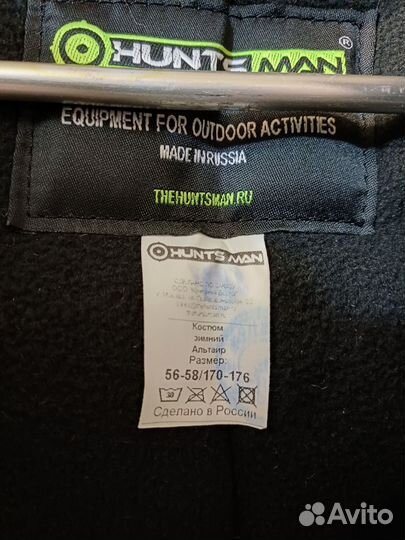 HUNTSMAN ®
EQUIPMENT FOR OUTDOOR ACTIVITIES
MADE IN RUSSIA
THEHUNTSMAN.RU
HUNTSMAN
Костюм
зимний
Альтаир
Размер:
56-58/170-176
30
Сделано в России
Avito